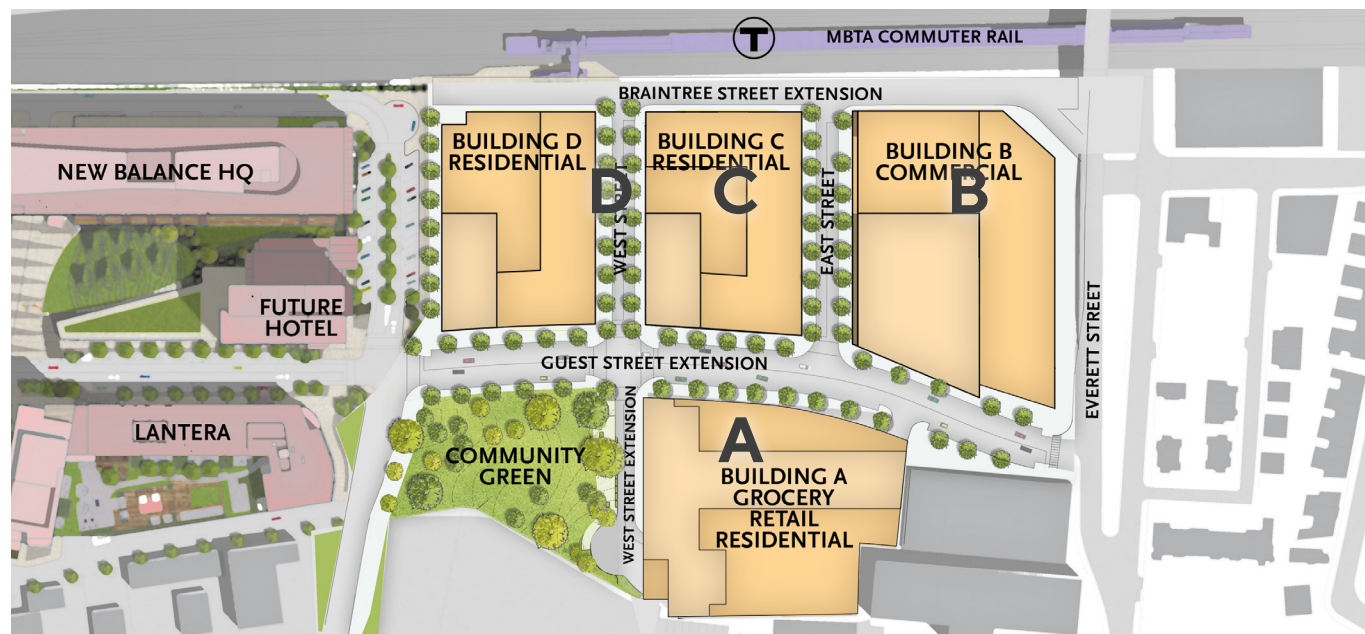 T
MBTA COMMUTER RAIL
BRAINTREE STREET EXTENSION
NEW BALANCE HQ
BUILDING D
RESIDENTIAL
D
WEST STREET
BUILDING C
RESIDENTIAL
C
EAST STREET
BUILDING B
COMMERCIAL
B
FUTURE
HOTEL
EVERETT STREET
GUEST STREET EXTENSION
LANTERA
COMMUNITY
GREEN
WEST STREET EXTENSION
A
BUILDING A
GROCERY
RETAIL
RESIDENTIAL